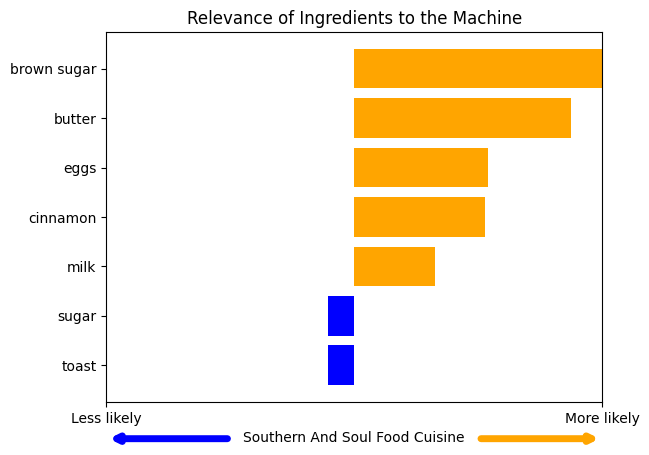 Relevance of Ingredients to the Machine
brown sugar
butter
eggs
cinnamon
milk
sugar
toast
Less likely More likely
Southern And Soul Food Cuisine